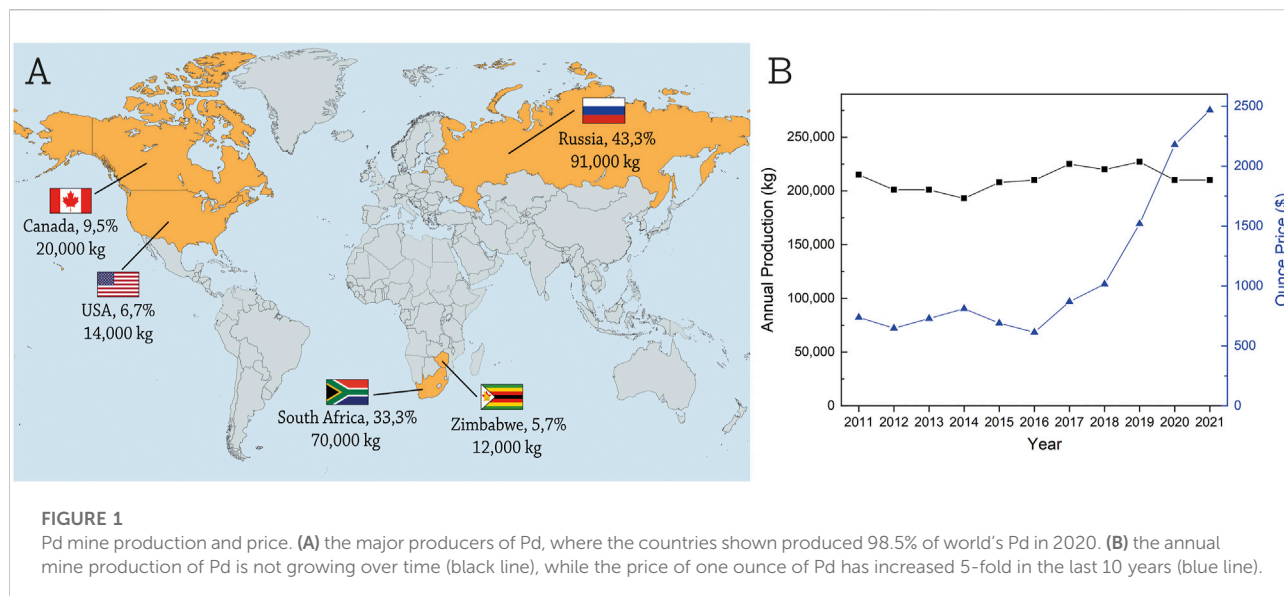 A
Russia, 43,3%
91,000 kg
Canada, 9,5%
20,000 kg
USA, 6,7%
14,000 kg
South Africa, 33,3%
70,000 kg
Zimbabwe, 5,7%
12,000 kg
B
Annual Production (kg)
250,000
200,000
150,000
100,000
50,000
0
2500
2000
1500
1000
500
0
Ounce Price ($)
2011 2012 2013 2014 2015 2016 2017 2018 2019 2020 2021
Year
FIGURE 1
Pd mine production and price. (A) the major producers of Pd, where the countries shown produced 98.5% of world's Pd in 2020. (B) the annual
mine production of Pd is not growing over time (black line), while the price of one ounce of Pd has increased 5-fold in the last 10 years (blue line).